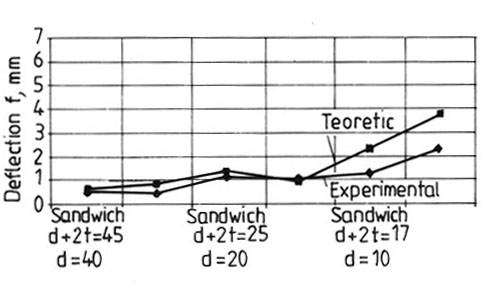 Deflection f, mm
7
6
5
4
3
2
1
0
Teoretic
Experimental
Sandwich
d+2t=45
d=40
Sandwich
d+2t=25
d=20
Sandwich
d+2t=17
d=10